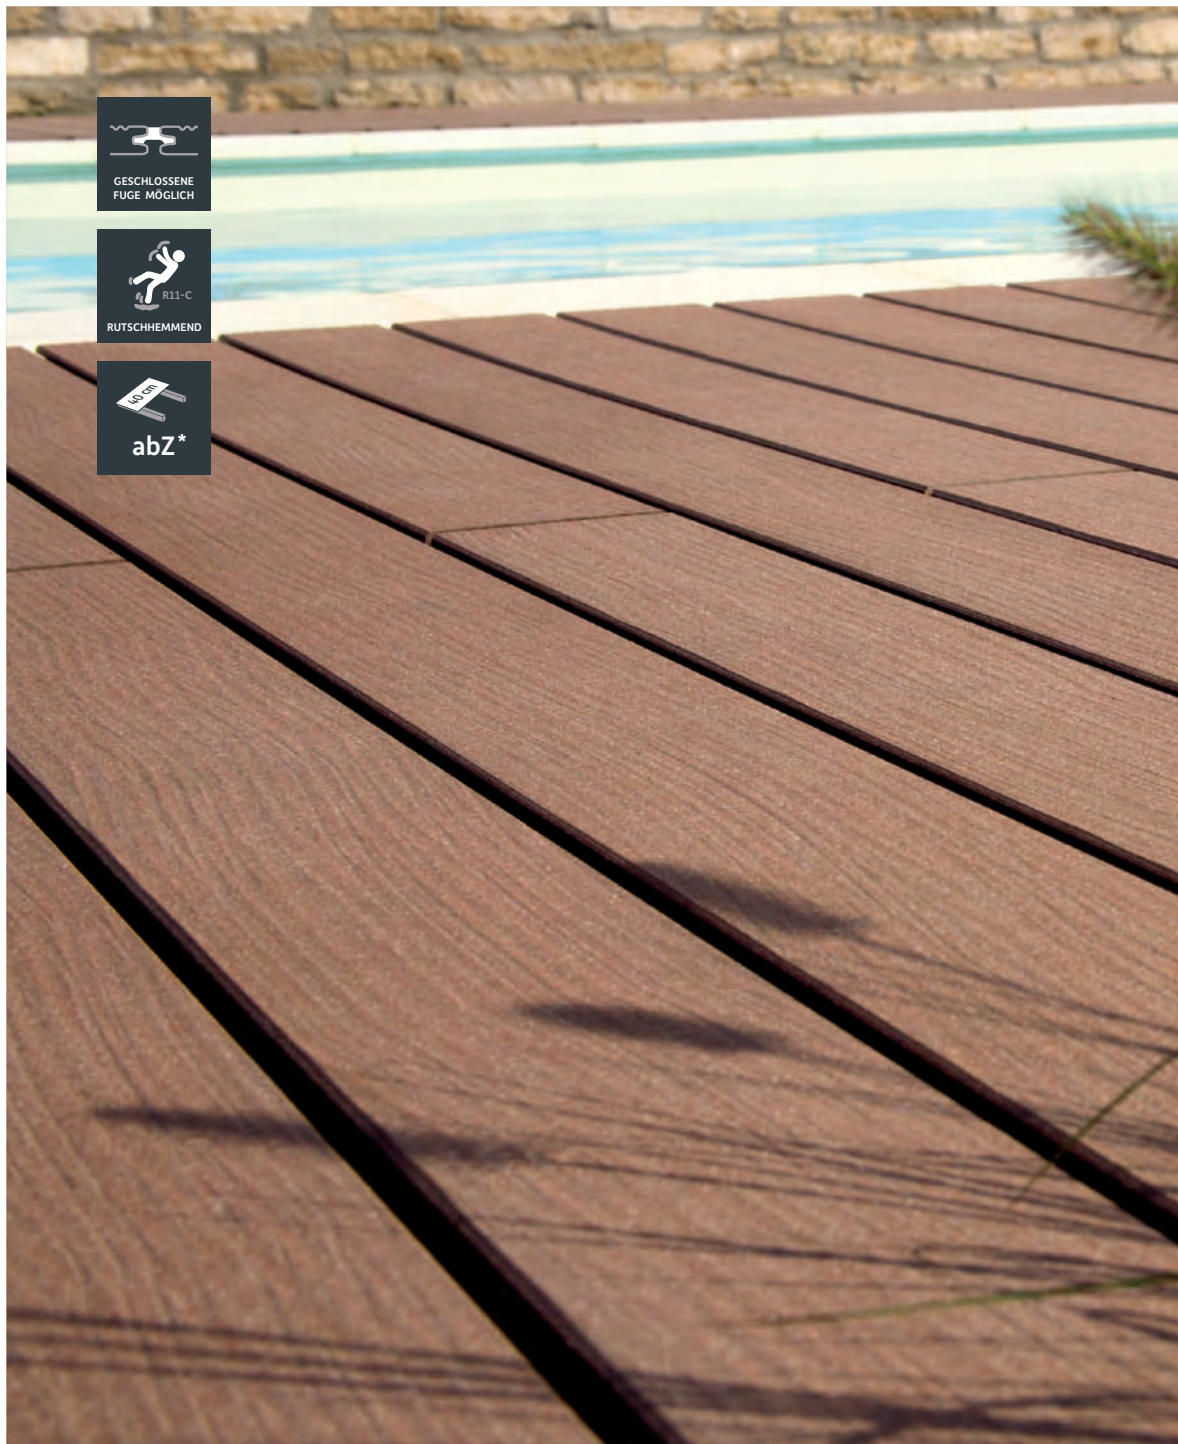 GESCHLOSSENE
FUGE MÖGLICH
R11-C
RUTSCHHEMMEND
40 cm
abZ*